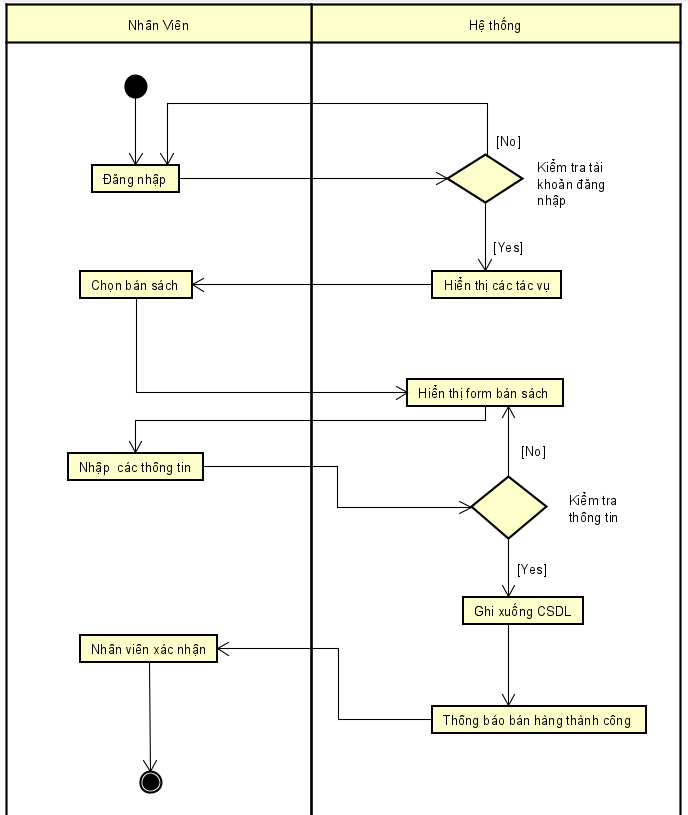 Nhân Viên
Hệ thống
[No]
Kiểm tra tài
khoản đăng
nhập
Đăng nhập
[Yes]
Chọn bán sách
Hiển thị các tác vụ
Hiển thị form bán sách
[No]
Nhập các thông tin
Kiểm tra
thông tin
[Yes]
Ghi xuống CSDL
Nhân viên xác nhận
Thông báo bán hàng thành công